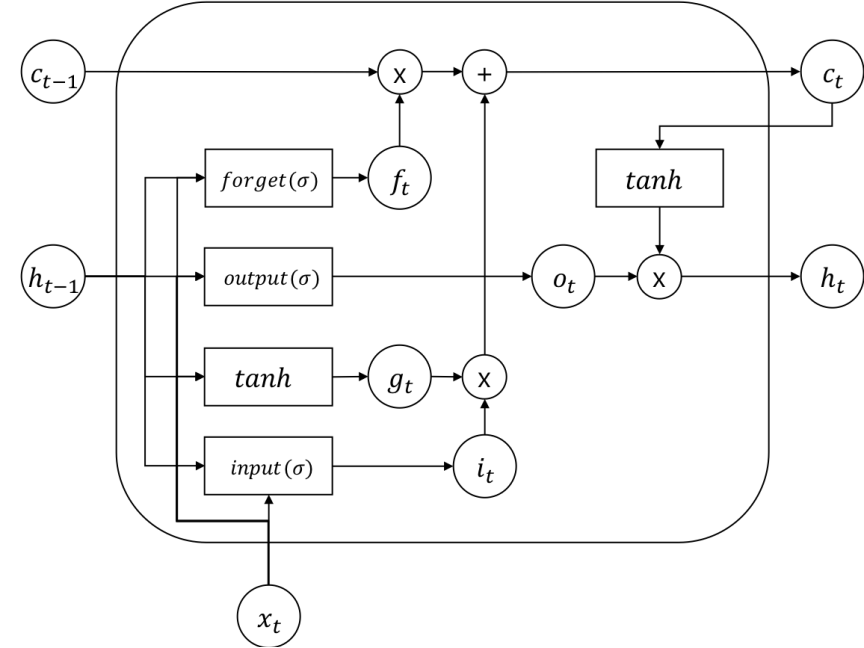 c_{t−1} x + c_t
forget(σ) f_t tanh
h_{t−1} output(σ) o_t x h_t
tanh g_t x
input(σ) i_t
x_t